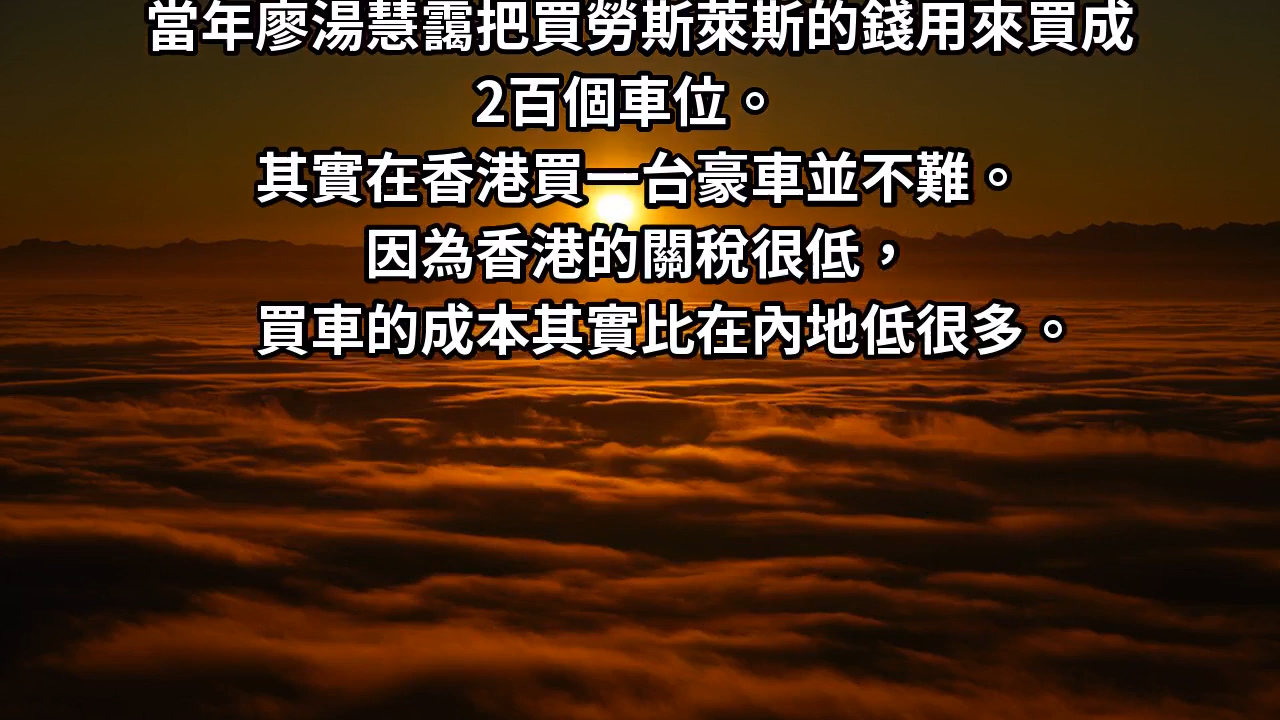 當年廖湯慧靄把買勞斯萊斯的錢用來買成
2百個車位。
其實在香港買一台豪車並不難。
因為香港的關稅很低，
買車的成本其實比在內地低很多。